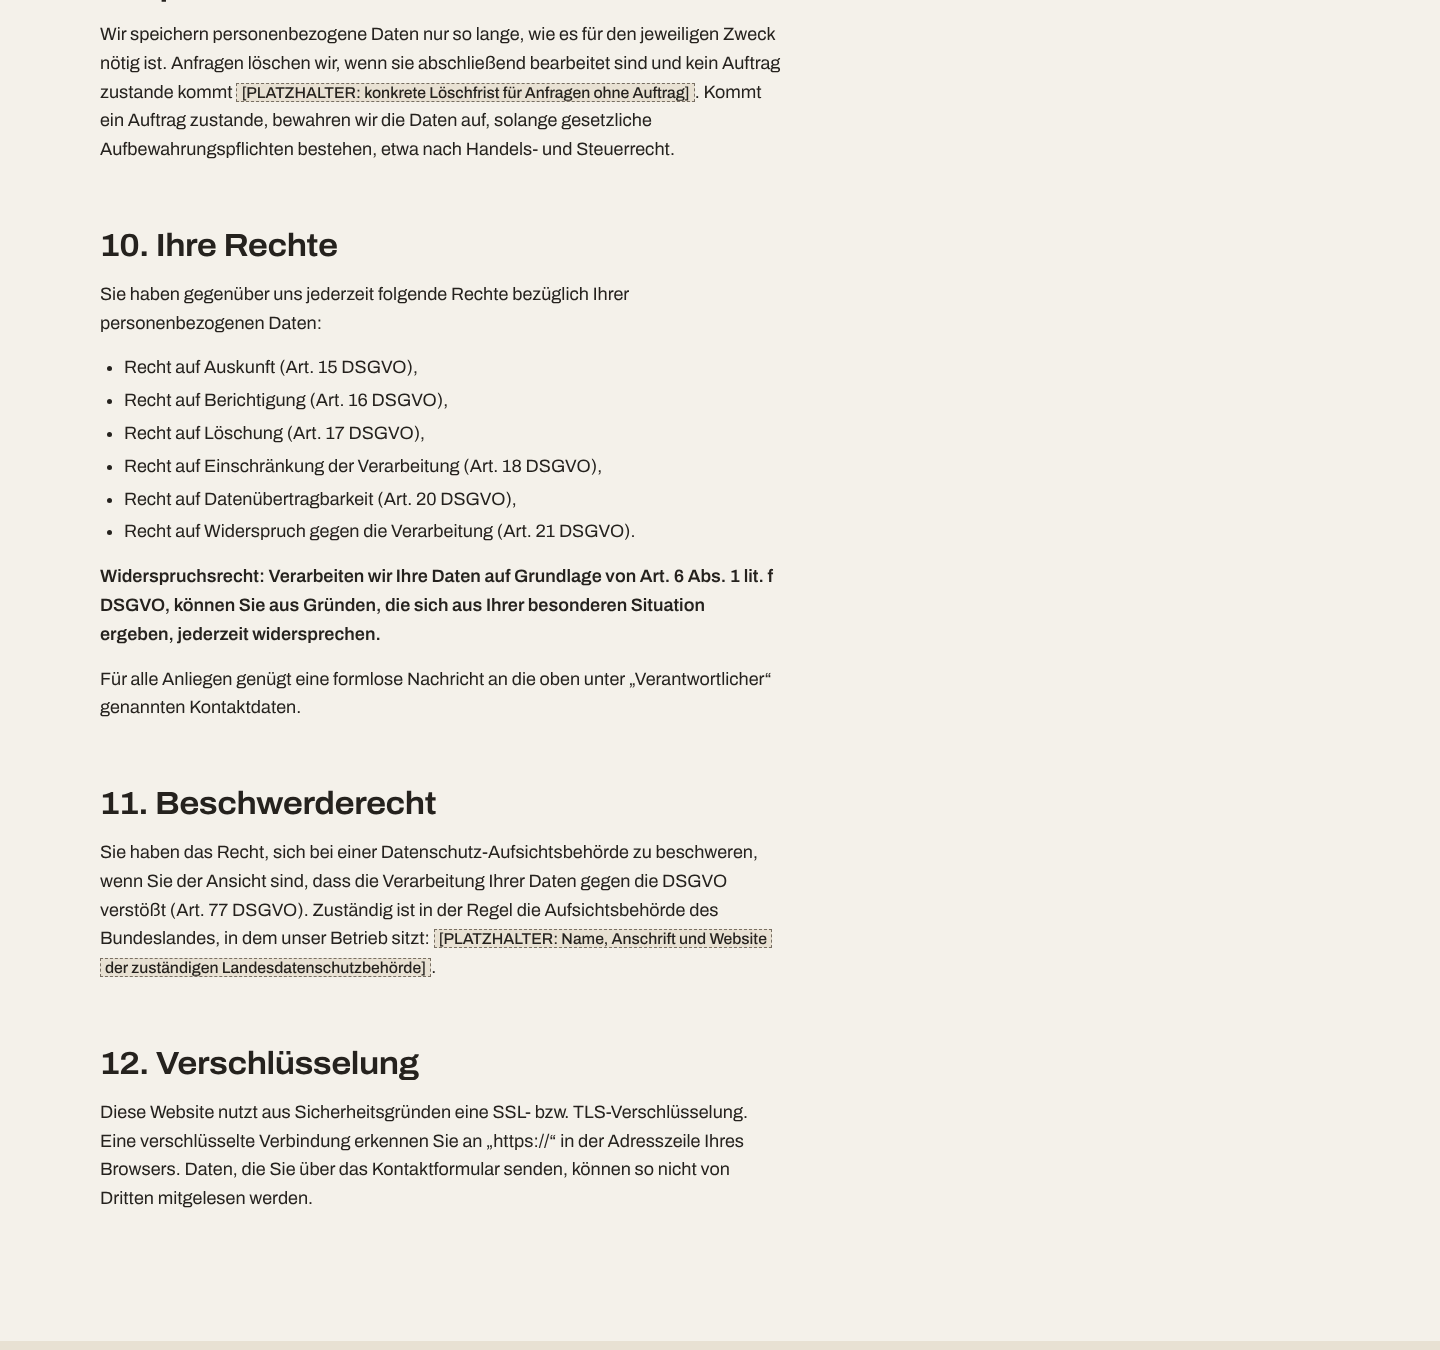 Wir speichern personenbezogene Daten nur so lange, wie es für den jeweiligen Zweck
nötig ist. Anfragen löschen wir, wenn sie abschließend bearbeitet sind und kein Auftrag
zustande kommt [PLATZHALTER: konkrete Löschfrist für Anfragen ohne Auftrag]. Kommt
ein Auftrag zustande, bewahren wir die Daten auf, solange gesetzliche
Aufbewahrungspflichten bestehen, etwa nach Handels- und Steuerrecht.
10. Ihre Rechte
Sie haben gegenüber uns jederzeit folgende Rechte bezüglich Ihrer
personenbezogenen Daten:
• Recht auf Auskunft (Art. 15 DSGVO),
• Recht auf Berichtigung (Art. 16 DSGVO),
• Recht auf Löschung (Art. 17 DSGVO),
• Recht auf Einschränkung der Verarbeitung (Art. 18 DSGVO),
• Recht auf Datenübertragbarkeit (Art. 20 DSGVO),
• Recht auf Widerspruch gegen die Verarbeitung (Art. 21 DSGVO).
Widerspruchsrecht: Verarbeiten wir Ihre Daten auf Grundlage von Art. 6 Abs. 1 lit. f
DSGVO, können Sie aus Gründen, die sich aus Ihrer besonderen Situation
ergeben, jederzeit widersprechen.
Für alle Anliegen genügt eine formlose Nachricht an die oben unter „Verantwortlicher“
genannten Kontaktdaten.
11. Beschwerderecht
Sie haben das Recht, sich bei einer Datenschutz-Aufsichtsbehörde zu beschweren,
wenn Sie der Ansicht sind, dass die Verarbeitung Ihrer Daten gegen die DSGVO
verstößt (Art. 77 DSGVO). Zuständig ist in der Regel die Aufsichtsbehörde des
Bundeslandes, in dem unser Betrieb sitzt: [PLATZHALTER: Name, Anschrift und Website
der zuständigen Landesdatenschutzbehörde].
12. Verschlüsselung
Diese Website nutzt aus Sicherheitsgründen eine SSL- bzw. TLS-Verschlüsselung.
Eine verschlüsselte Verbindung erkennen Sie an „https://“ in der Adresszeile Ihres
Browsers. Daten, die Sie über das Kontaktformular senden, können so nicht von
Dritten mitgelesen werden.